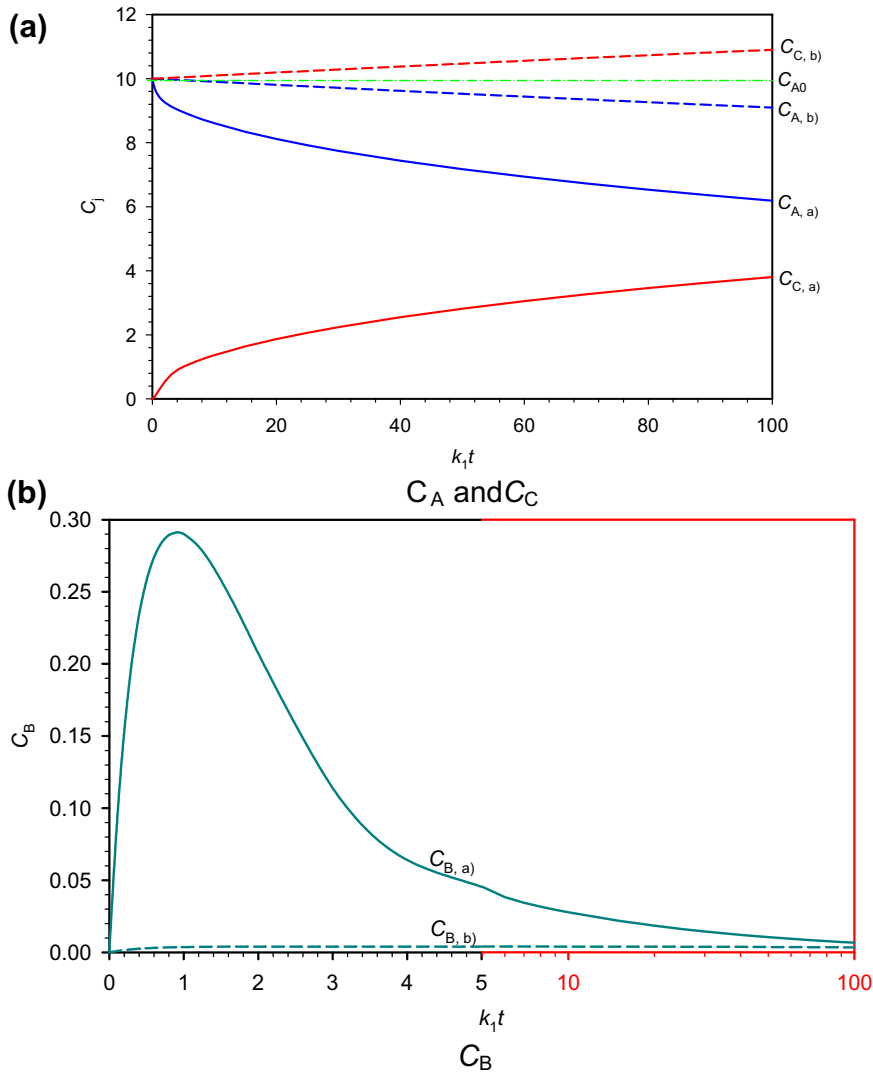 (a)
12
10
8
6
4
2
0
C_j
C_C, b)
C_A0
C_A, b)
C_A, a)
C_C, a)
0 20 40 60 80 100
k_1t
C_A andC_C
(b)
0.30
0.25
0.20
0.15
0.10
0.05
0.00
C_B
C_B, a)
C_B, b)
0 1 2 3 4 5 10 100
k_1t
C_B